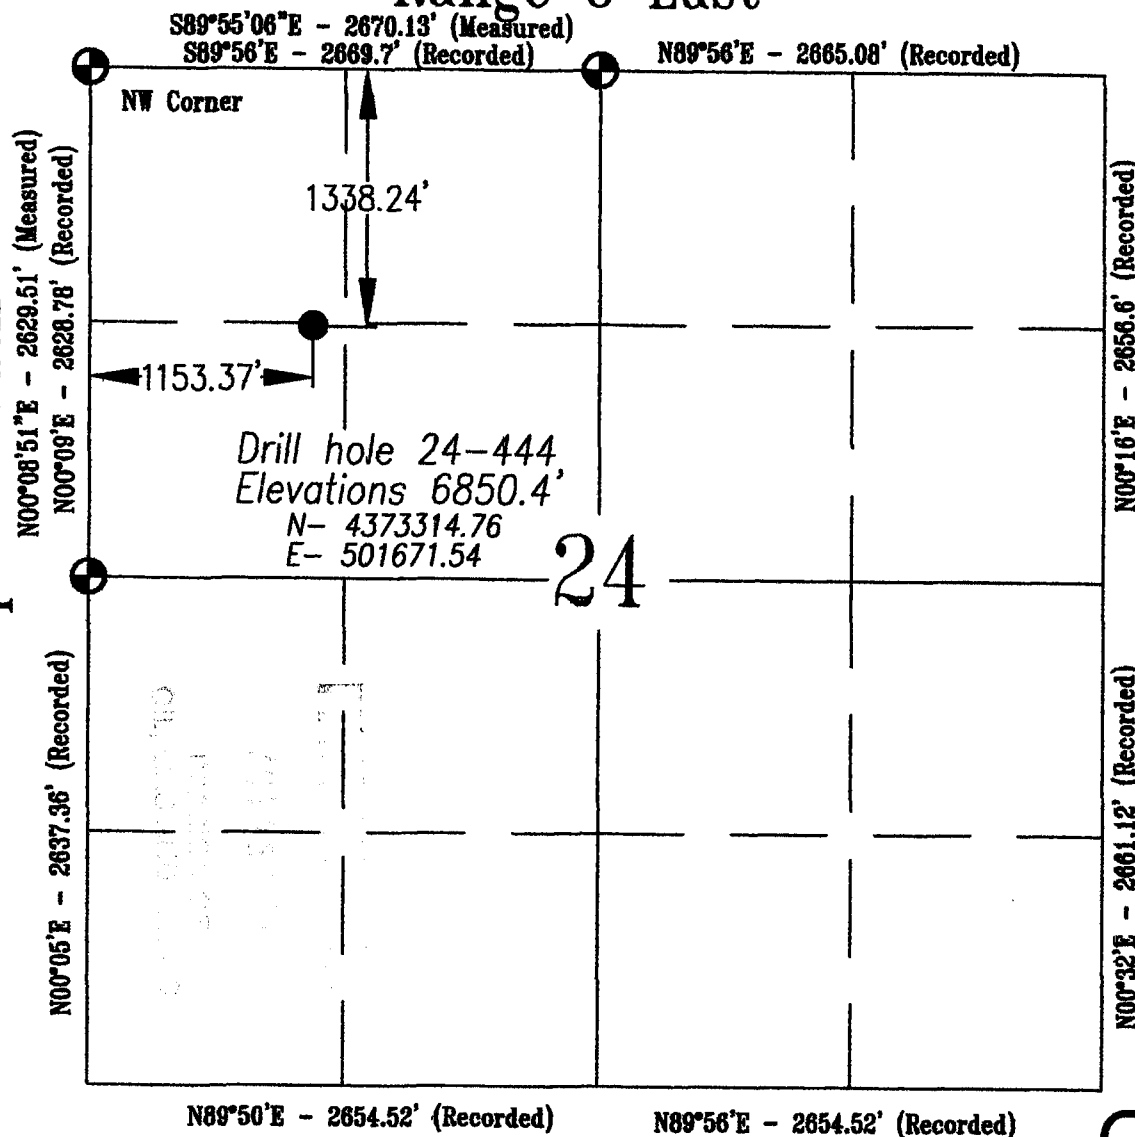 S89°55'06"E - 2670.13' (Measured)
S89°56'E - 2669.7' (Recorded)
N89°56'E - 2665.08' (Recorded)
NW Corner
N00°08'51"E - 2629.51' (Measured)
N00°09'E - 2628.78' (Recorded)
1338.24'
N00°16'E - 2656.6' (Recorded)
1153.37'
Drill hole 24-444
Elevations 6850.4'
N- 4373314.76
E- 501671.54
24
N00°05'E - 2637.36' (Recorded)
N00°32'E - 2661.12' (Recorded)
N89°50'E - 2654.52' (Recorded)
N89°56'E - 2654.52' (Recorded)